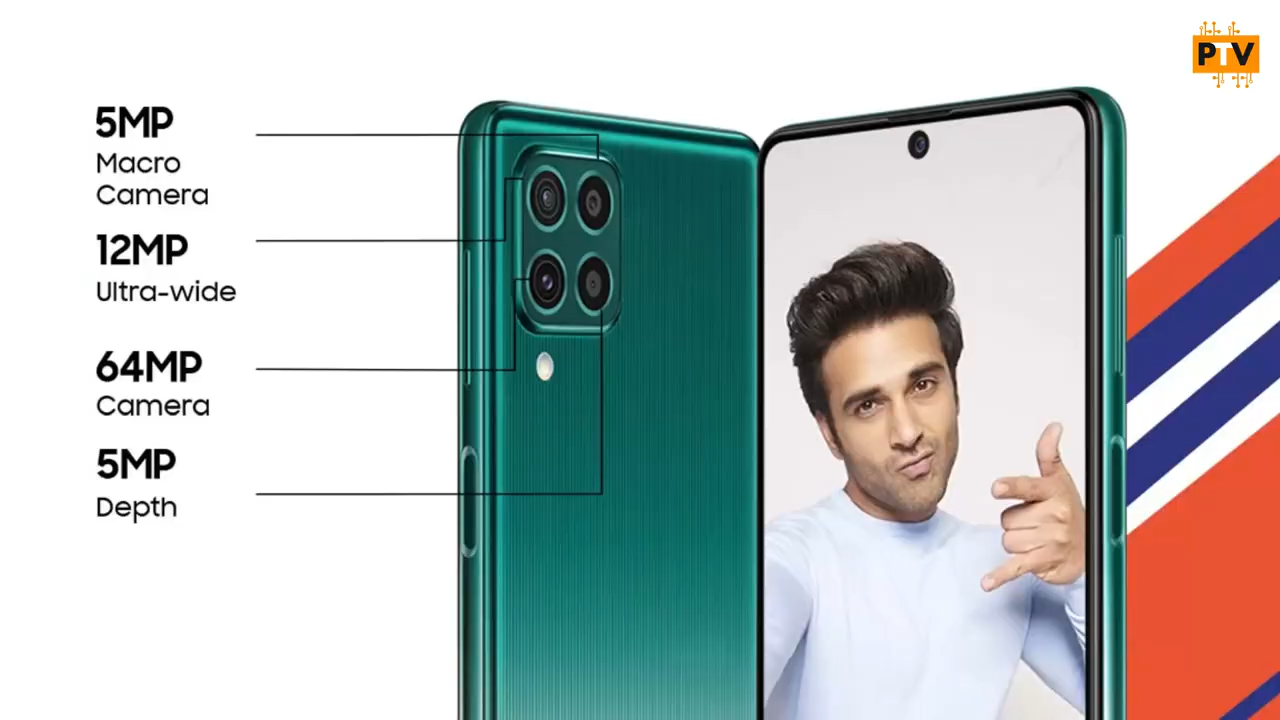 PTV
5MP
Macro
Camera
12MP
Ultra-wide
64MP
Camera
5MP
Depth